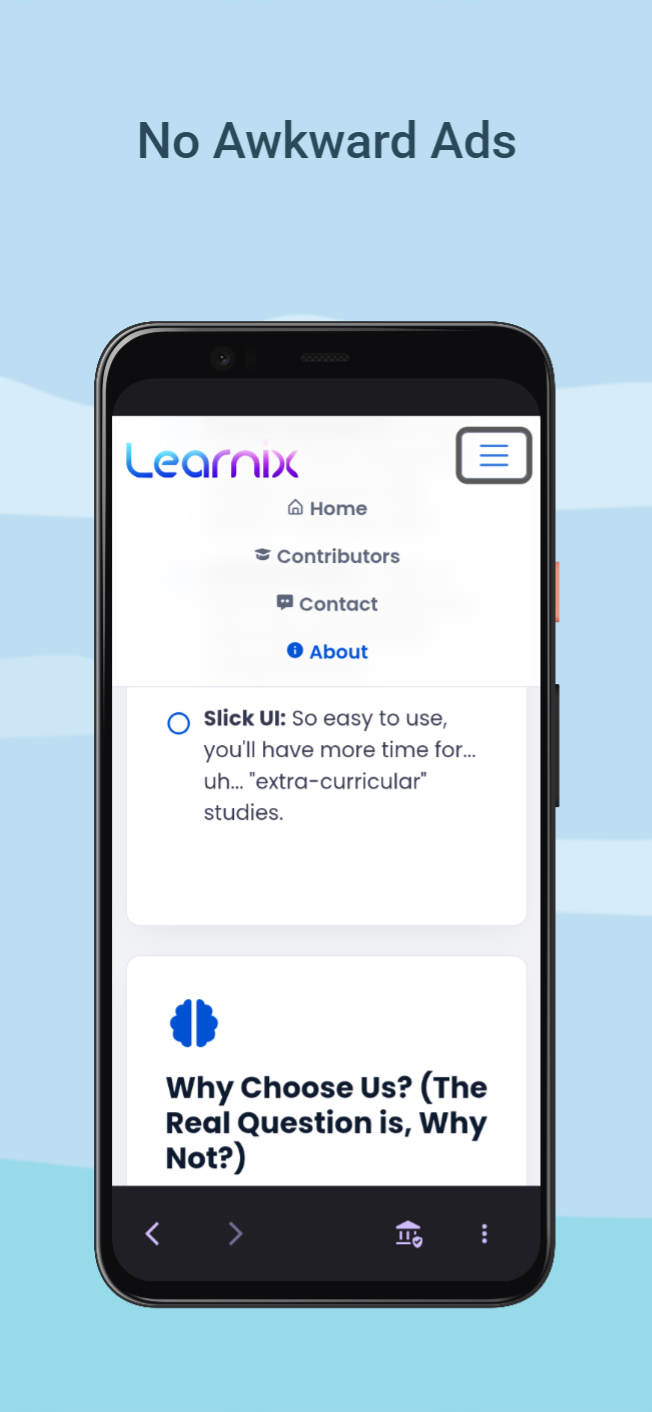 No Awkward Ads
Learnix
Home
Contributors
Contact
About
Slick UI: So easy to use,
you'll have more time for...
uh... "extra-curricular"
studies.
Why Choose Us? (The
Real Question is, Why
Not?)